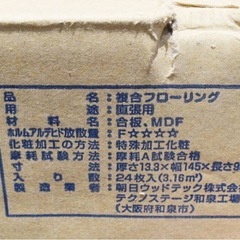 品名：複合フローリング
用途：直張用
材料名：合板、MDF
ホルムアルデヒド放散量：F☆☆☆☆
化粧加工の方法：特殊加工化粧
摩耗試験方法：摩耗A試験合格
寸法：厚さ13.3×幅145×長さ9
入り数：24枚入り(3.16㎡)
製造業者：朝日ウッドテック株式会
テクノステージ和泉工場
(大阪府和泉市)